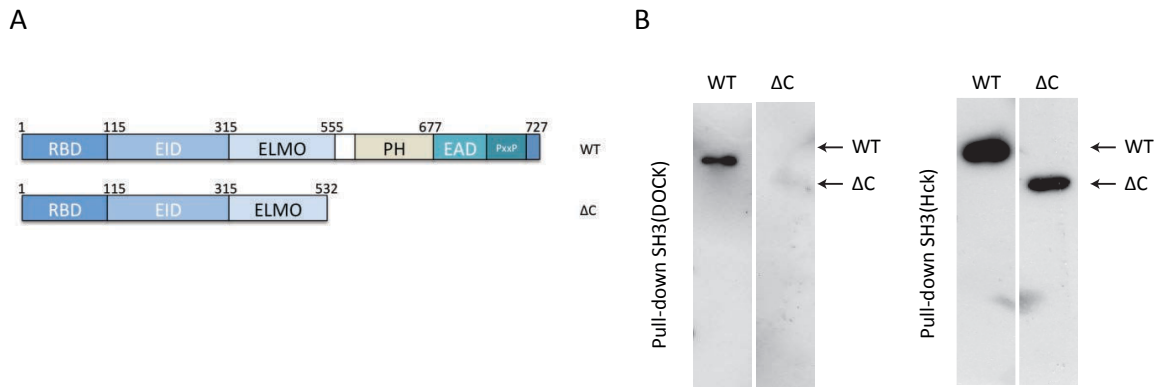 A
1 115 315 555 677 727
RBD EID ELMO PH EAD PxxP WT
1 115 315 532
RBD EID ELMO ΔC
B
Pull-down SH3(DOCK)
WT ΔC
WT
ΔC
Pull-down SH3(Hck)
WT ΔC
WT
ΔC